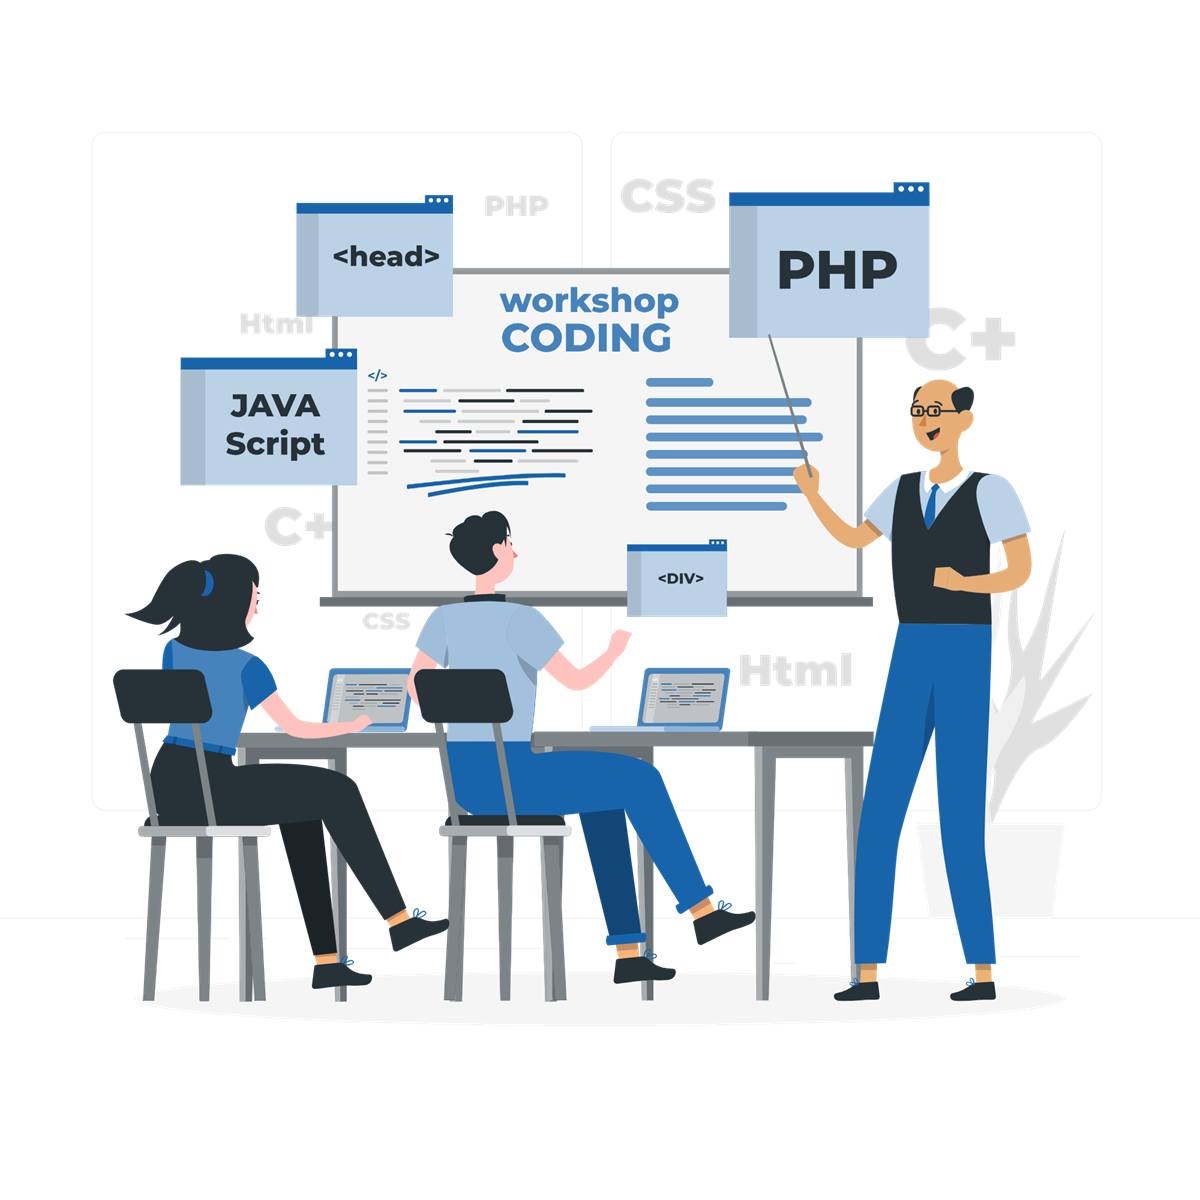 CSS
PHP
<head>
PHP
workshop
CODING
Html
C+
</>
JAVA
Script
C+
<DIV>
CSS
Html